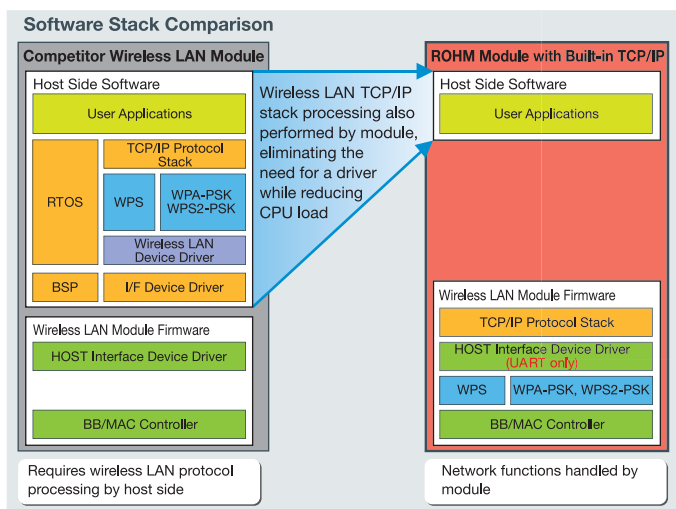 Software Stack Comparison
Competitor Wireless LAN Module
Host Side Software
User Applications
RTOS
TCP/IP Protocol
Stack
WPS
WPA-PSK
WPS2-PSK
Wireless LAN
Device Driver
BSP
I/F Device Driver
Wireless LAN Module Firmware
HOST Interface Device Driver
BB/MAC Controller
Requires wireless LAN protocol
processing by host side
Wireless LAN TCP/IP
stack processing also
performed by module,
eliminating the
need for a driver
while reducing
CPU load
ROHM Module with Built-in TCP/IP
Host Side Software
User Applications
Wireless LAN Module Firmware
TCP/IP Protocol Stack
HOST Interface Device Driver
(UART only)
WPS
WPA-PSK, WPS2-PSK
BB/MAC Controller
Network functions handled by
module